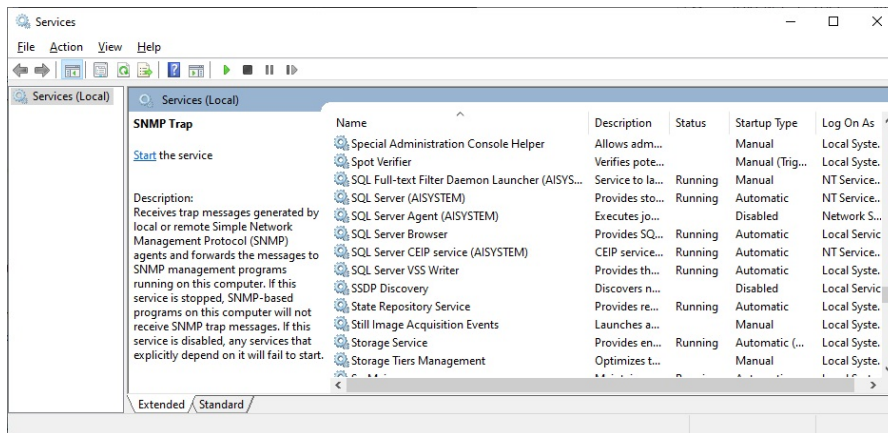 Services
File Action View Help
Services (Local)
Services (Local)
SNMP Trap
Start the service
Description:
Receives trap messages generated by
local or remote Simple Network
Management Protocol (SNMP)
agents and forwards the messages to
SNMP management programs
running on this computer. If this
service is stopped, SNMP-based
programs on this computer will not
receive SNMP trap messages. If this
service is disabled, any services that
explicitly depend on it will fail to start.
Name Description Status Startup Type Log On As
Special Administration Console Helper Allows adm... Manual Local Syste.
Spot Verifier Verifies pote... Manual (Trig... Local Syste.
SQL Full-text Filter Daemon Launcher (AISYS... Service to la... Running Manual NT Service..
SQL Server (AISYSTEM) Provides sto... Running Automatic NT Service..
SQL Server Agent (AISYSTEM) Executes jo... Disabled Network S...
SQL Server Browser Provides SQ... Running Automatic Local Servic
SQL Server CEIP service (AISYSTEM) CEIP service... Running Automatic NT Service..
SQL Server VSS Writer Provides th... Running Automatic Local Syste.
SSDP Discovery Discovers n... Disabled Local Servic
State Repository Service Provides re... Running Automatic Local Syste.
Still Image Acquisition Events Launches a... Manual Local Syste.
Storage Service Provides en... Running Automatic (... Local Syste.
Storage Tiers Management Optimizes t... Manual Local Syste.
Extended Standard